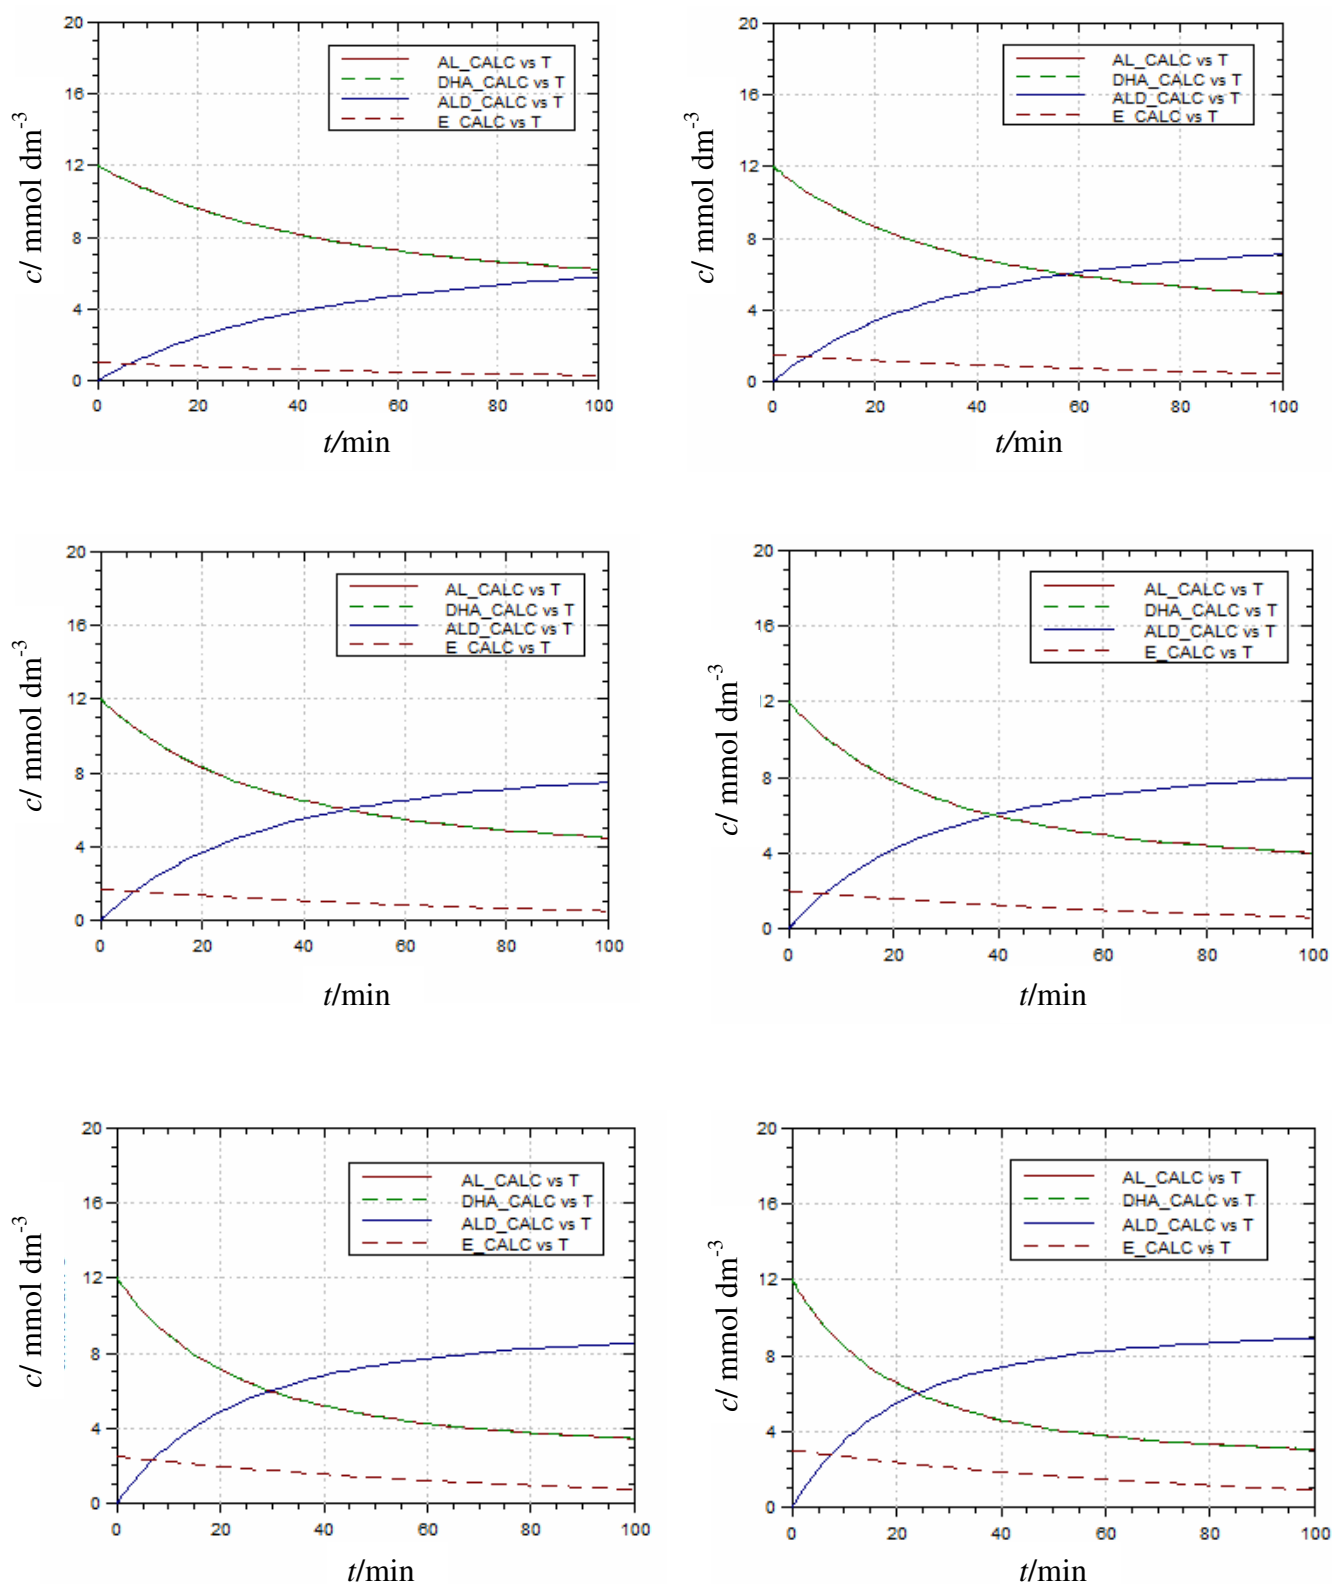 20
16
12
8
4
0
c/ mmol dm-3
AL_CALC vs T
DHA_CALC vs T
ALD_CALC vs T
E_CALC vs T
0 20 40 60 80 100
t/min
20
16
12
8
4
0
c/ mmol dm-3
AL_CALC vs T
DHA_CALC vs T
ALD_CALC vs T
E_CALC vs T
0 20 40 60 80 100
t/min
20
16
12
8
4
0
c/ mmol dm-3
AL_CALC vs T
DHA_CALC vs T
ALD_CALC vs T
E_CALC vs T
0 20 40 60 80 100
t/min
20
16
12
8
4
0
c/ mmol dm-3
AL_CALC vs T
DHA_CALC vs T
ALD_CALC vs T
E_CALC vs T
0 20 40 60 80 100
t/min
20
16
12
8
4
0
c/ mmol dm-3
AL_CALC vs T
DHA_CALC vs T
ALD_CALC vs T
E_CALC vs T
0 20 40 60 80 100
t/min
20
16
12
8
4
0
c/ mmol dm-3
AL_CALC vs T
DHA_CALC vs T
ALD_CALC vs T
E_CALC vs T
0 20 40 60 80 100
t/min